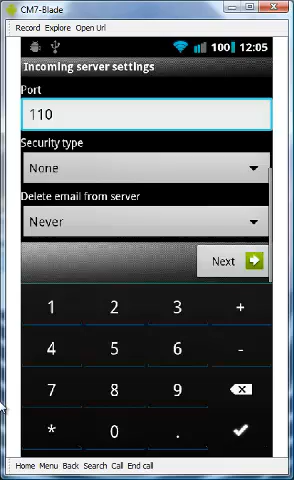 CM7-Blade
Record Explore Open Url
100 12:05
Incoming server settings
Port
110
Security type
None
Delete email from server
Never
Next
1 2 3 +
4 5 6 -
7 8 9
* 0 .
Home Menu Back Search Call End call